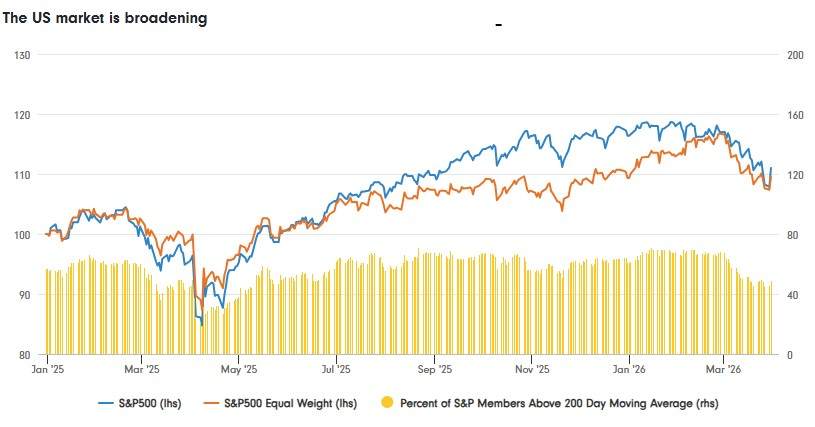 The US market is broadening
130
120
110
100
90
80
200
160
120
80
40
0
Jan '25
Mar '25
May '25
Jul '25
Sep '25
Nov '25
Jan '26
Mar '26
S&P500 (lhs)
S&P500 Equal Weight (lhs)
Percent of S&P Members Above 200 Day Moving Average (rhs)